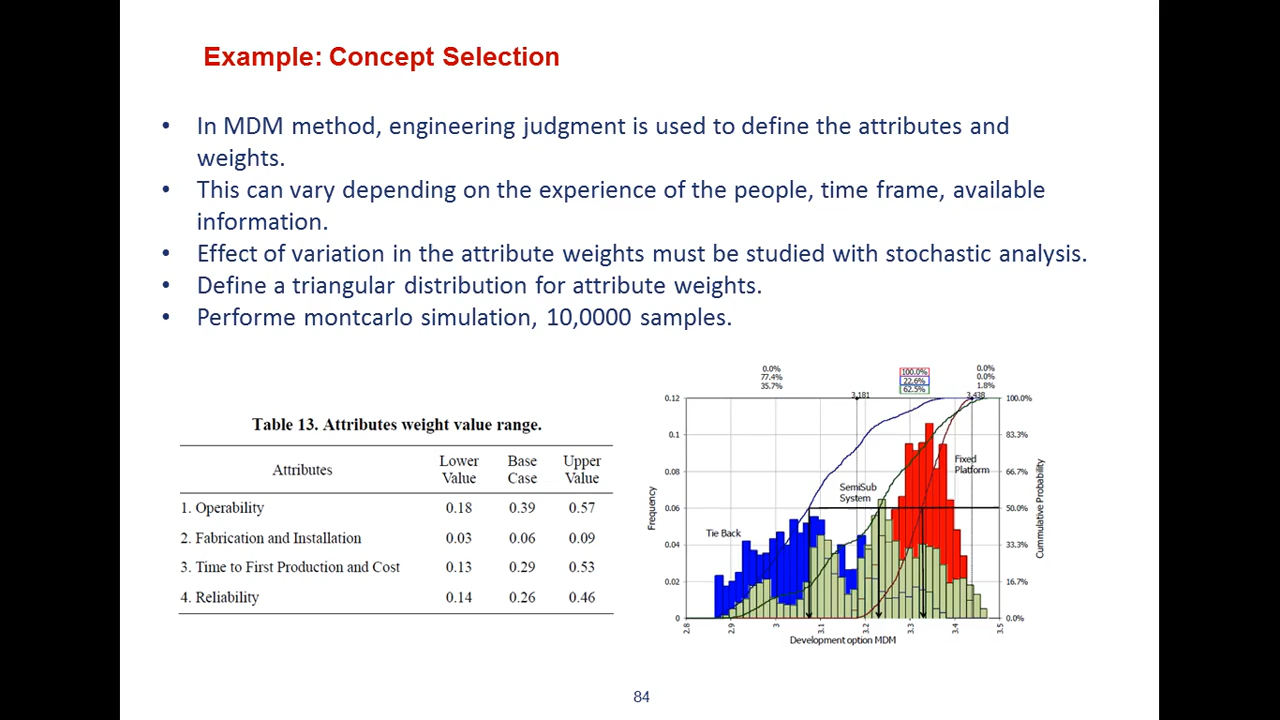 Example: Concept Selection
• In MDM method, engineering judgment is used to define the attributes and
weights.
• This can vary depending on the experience of the people, time frame, available
information.
• Effect of variation in the attribute weights must be studied with stochastic analysis.
• Define a triangular distribution for attribute weights.
• Performe montcarlo simulation, 10,0000 samples.
Table 13. Attributes weight value range.
Attributes Lower Value Base Case Upper Value
1. Operability 0.18 0.39 0.57
2. Fabrication and Installation 0.03 0.06 0.09
3. Time to First Production and Cost 0.13 0.29 0.53
4. Reliability 0.14 0.26 0.46
0.0% 100.0% 0.0%
77.4% 22.6% 0.0%
35.7% 62.5% 1.8%
3.181 3.438
0.12 100.0%
0.1 83.3%
0.08 66.7%
0.06 50.0%
0.04 33.3%
0.02 16.7%
0 0.0%
Frequency
Cummulative Probability
Tie Back
SemiSub
System
Fixed
Platform
2.8 2.9 3 3.1 3.2 3.3 3.4 3.5
Development option MDM
84